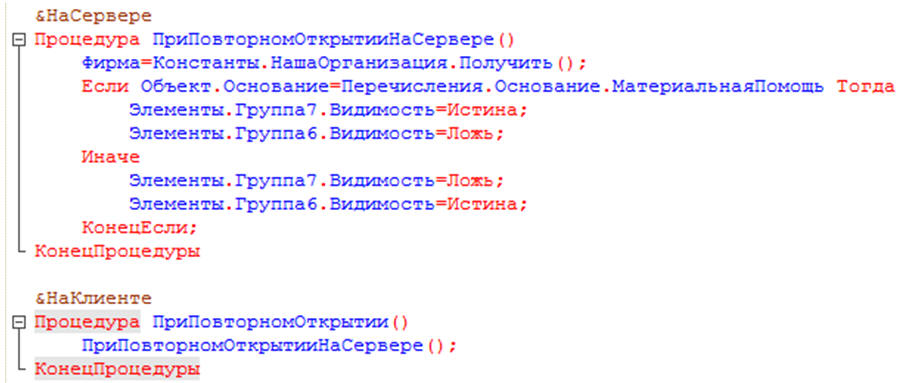 &НаСервере
Процедура ПриПовторномОткрытииНаСервере()
Фирма=Константы.НашаОрганизация.Получить();
Если Объект.Основание=Перечисления.Основание.МатериальнаяПомощь Тогда
Элементы.Группа7.Видимость=Истина;
Элементы.Группа6.Видимость=Ложь;
Иначе
Элементы.Группа7.Видимость=Ложь;
Элементы.Группа6.Видимость=Истина;
КонецЕсли;
КонецПроцедуры
&НаКлиенте
Процедура ПриПовторномОткрытии()
ПриПовторномОткрытииНаСервере();
КонецПроцедуры